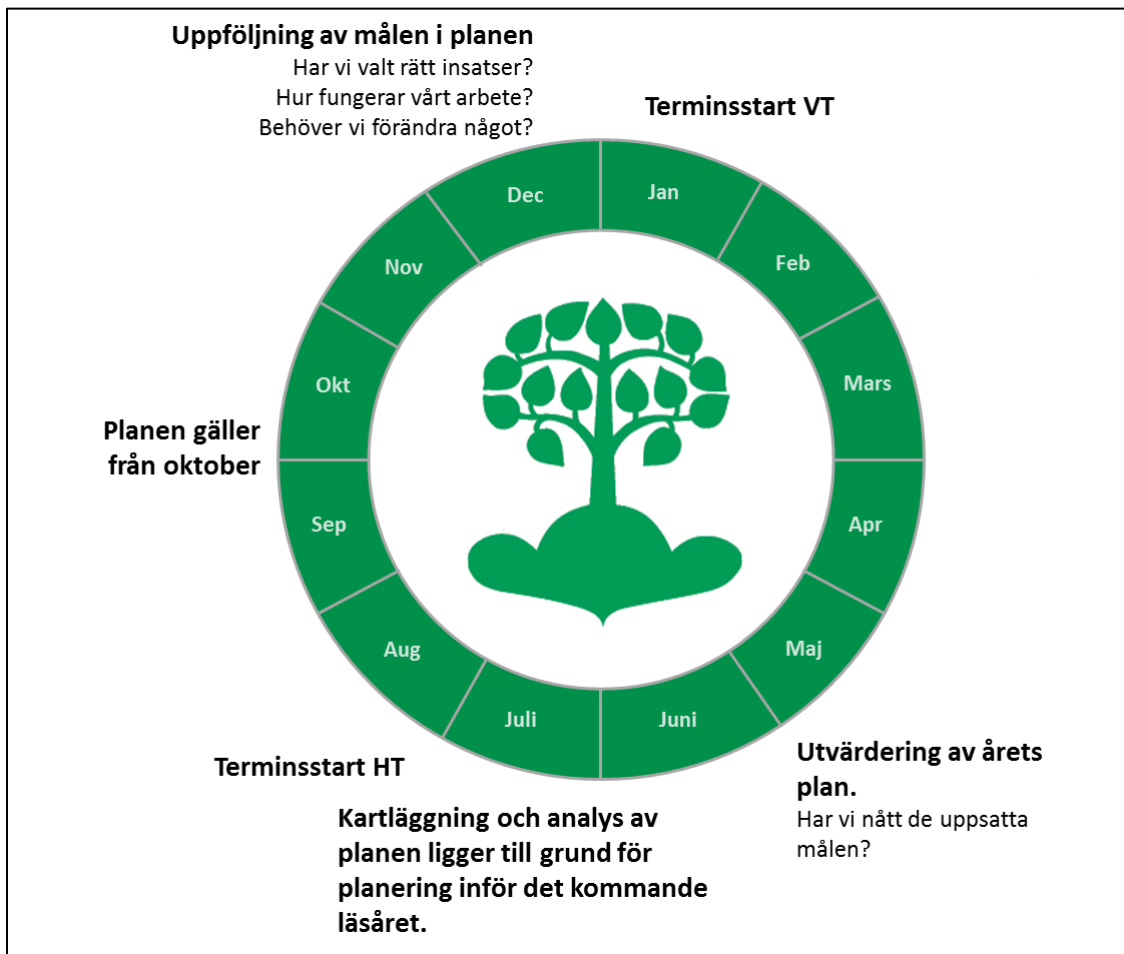 Uppföljning av målen i planen
Har vi valt rätt insatser?
Hur fungerar vårt arbete?
Behöver vi förändra något?
Terminsstart VT
Dec
Jan
Nov
Feb
Okt
Mars
Planen gäller
från oktober
Sep
Apr
Aug
Maj
Juli
Juni
Terminsstart HT
Utvärdering av årets
plan.
Har vi nått de uppsatta
målen?
Kartläggning och analys av
planen ligger till grund för
planering inför det kommande
läsåret.